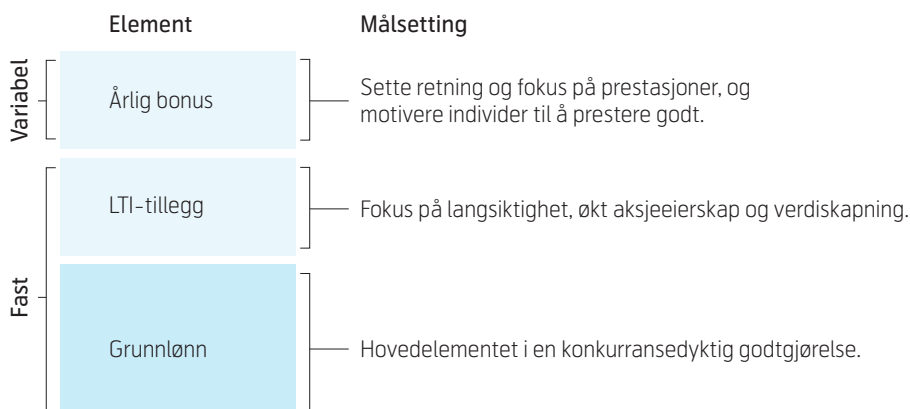 Element Målsetting
Variabel
Årlig bonus
Sette retning og fokus på prestasjoner, og
motivere individer til å prestere godt.
Fast
LTI-tillegg
Fokus på langsiktighet, økt aksjeeierskap og verdiskapning.
Grunnlønn
Hovedelementet i en konkurransedyktig godtgjørelse.